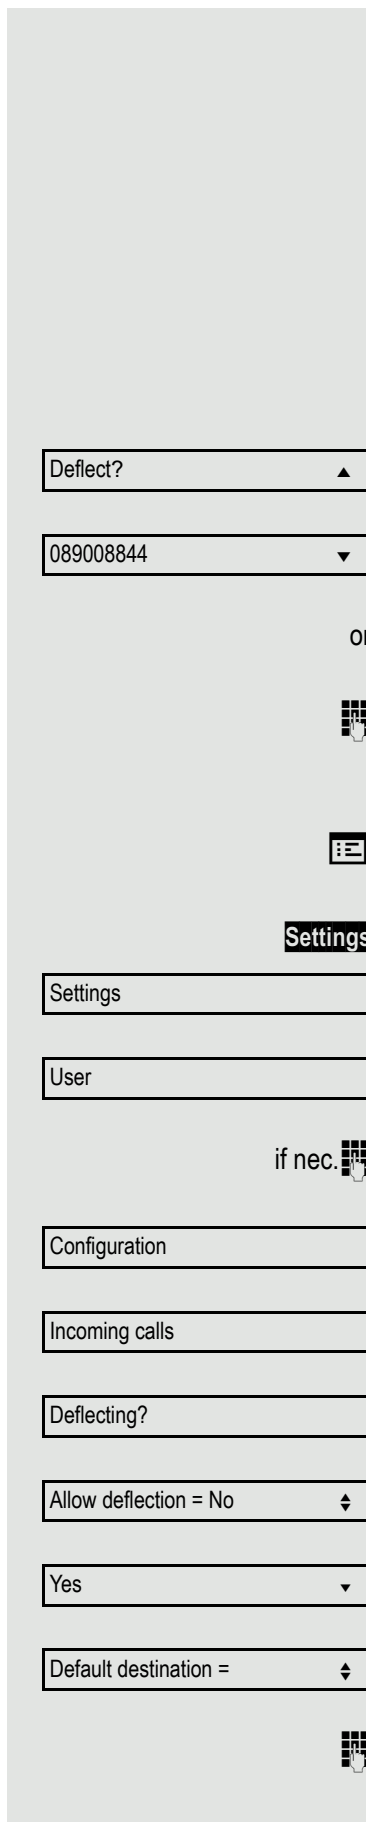 Deflect?
089008844
or
Settings
Settings
User
if nec.
Configuration
Incoming calls
Deflecting?
Allow deflection = No
Yes
Default destination =